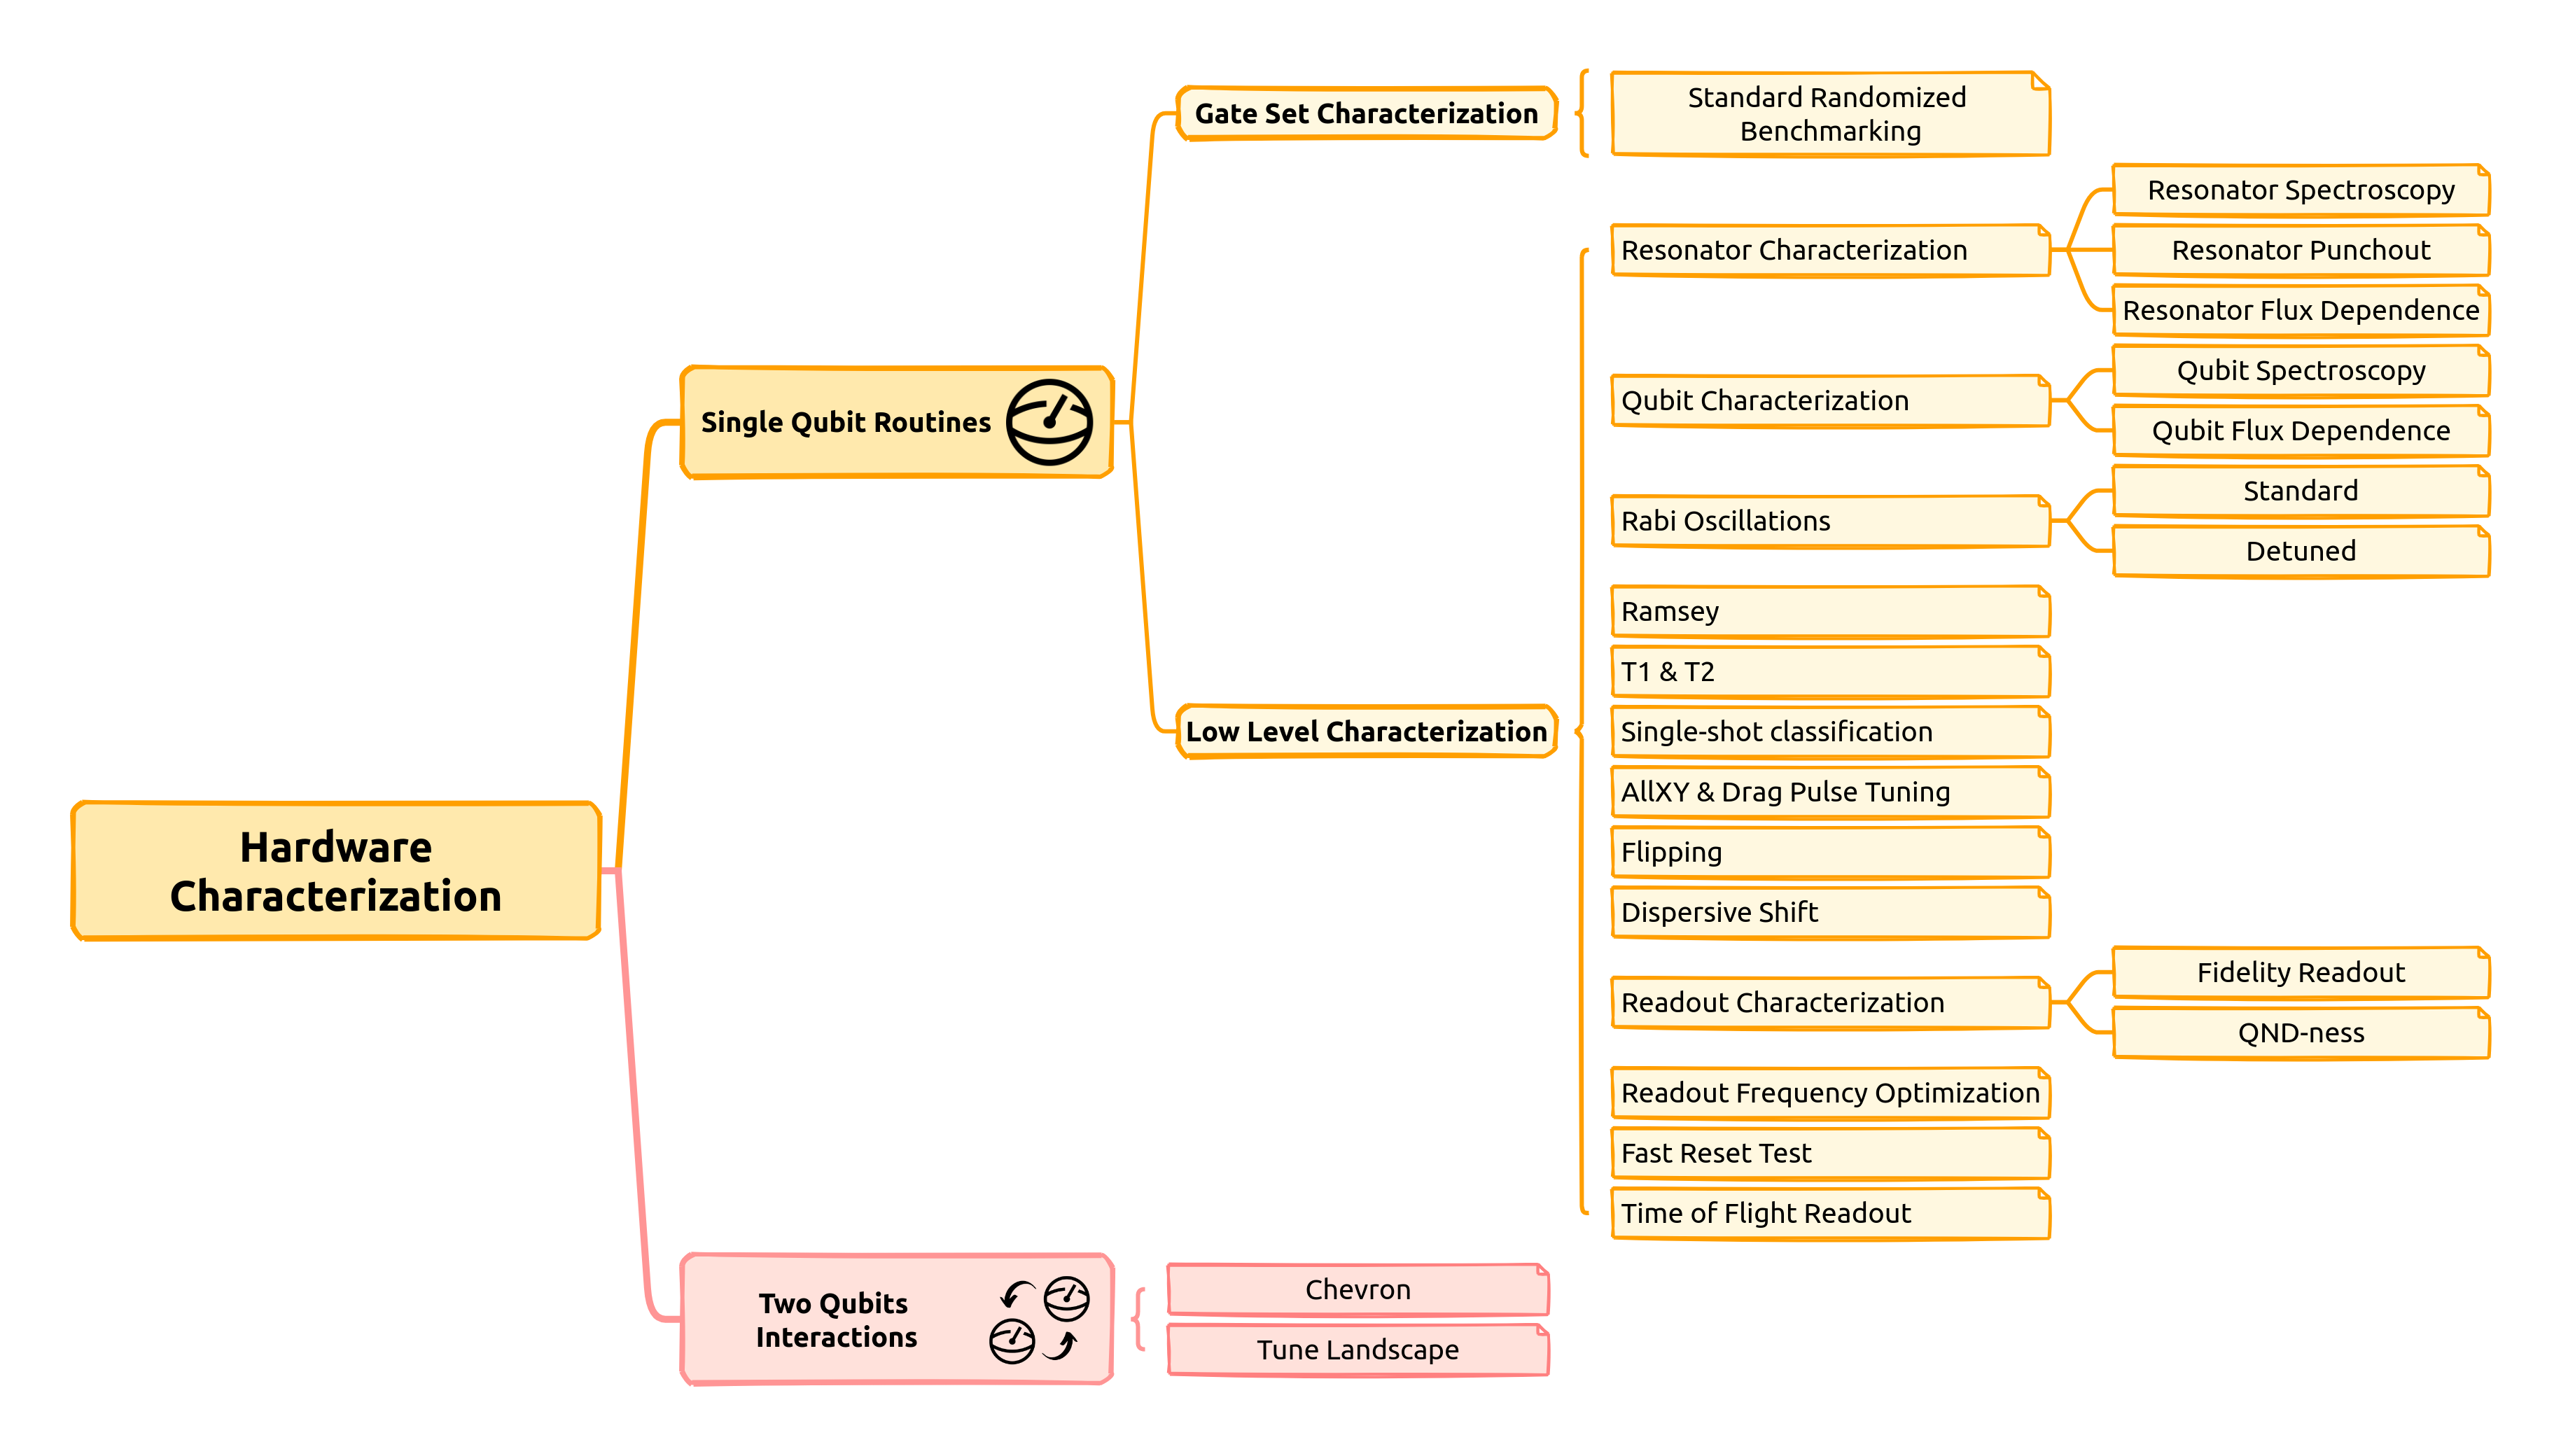 Hardware
Characterization
Single Qubit Routines
Gate Set Characterization
Standard Randomized
Benchmarking
Low Level Characterization
Resonator Characterization
Resonator Spectroscopy
Resonator Punchout
Resonator Flux Dependence
Qubit Characterization
Qubit Spectroscopy
Qubit Flux Dependence
Rabi Oscillations
Standard
Detuned
Ramsey
T1 & T2
Single-shot classification
AllXY & Drag Pulse Tuning
Flipping
Dispersive Shift
Readout Characterization
Fidelity Readout
QND-ness
Readout Frequency Optimization
Fast Reset Test
Time of Flight Readout
Two Qubits
Interactions
Chevron
Tune Landscape